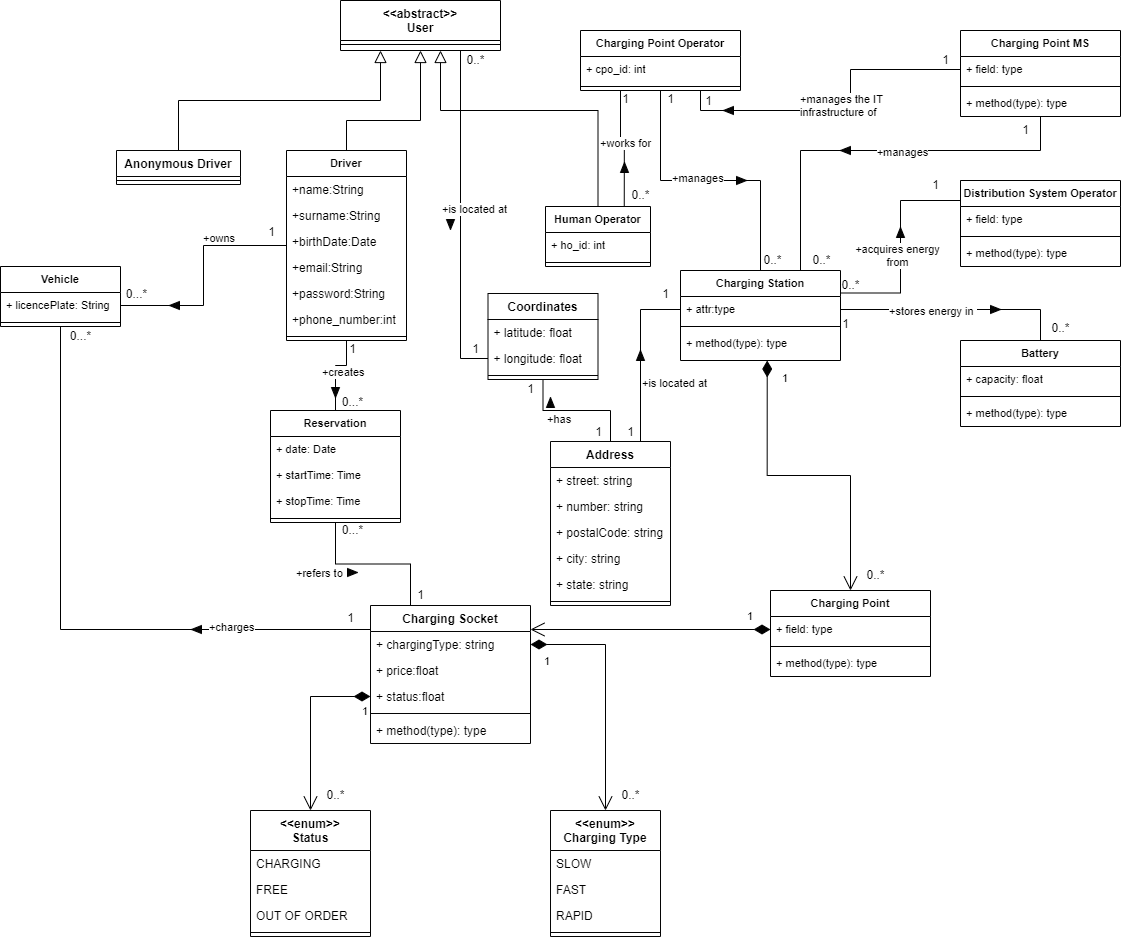 <<abstract>>
User
0..*
Charging Point Operator
+ cpo_id: int
1
1
1
Charging Point MS
+ field: type
+ method(type): type
1
1
+manages the IT
infrastructure of
+manages
+works for
0..*
+manages
0..*
0..*
Anonymous Driver
Driver
+name:String
+surname:String
+birthDate:Date
+email:String
+password:String
+phone_number:int
1
1
+owns
0...*
Vehicle
+ licencePlate: String
0...*
+is located at
1
Human Operator
+ ho_id: int
Distribution System Operator
+ field: type
+ method(type): type
1
+acquires energy
from
0..*
Charging Station
+ attr:type
+ method(type): type
1
1
1
+stores energy in
0..*
Battery
+ capacity: float
+ method(type): type
Coordinates
+ latitude: float
+ longitude: float
1
+has
1
1
+is located at
+creates
0...*
Reservation
+ date: Date
+ startTime: Time
+ stopTime: Time
0...*
+refers to
1
Address
+ street: string
+ number: string
+ postalCode: string
+ city: string
+ state: string
0..*
Charging Point
+ field: type
+ method(type): type
1
1
+charges
Charging Socket
+ chargingType: string
+ price:float
+ status:float
+ method(type): type
1
1
0..*
0..*
<<enum>>
Status
CHARGING
FREE
OUT OF ORDER
<<enum>>
Charging Type
SLOW
FAST
RAPID